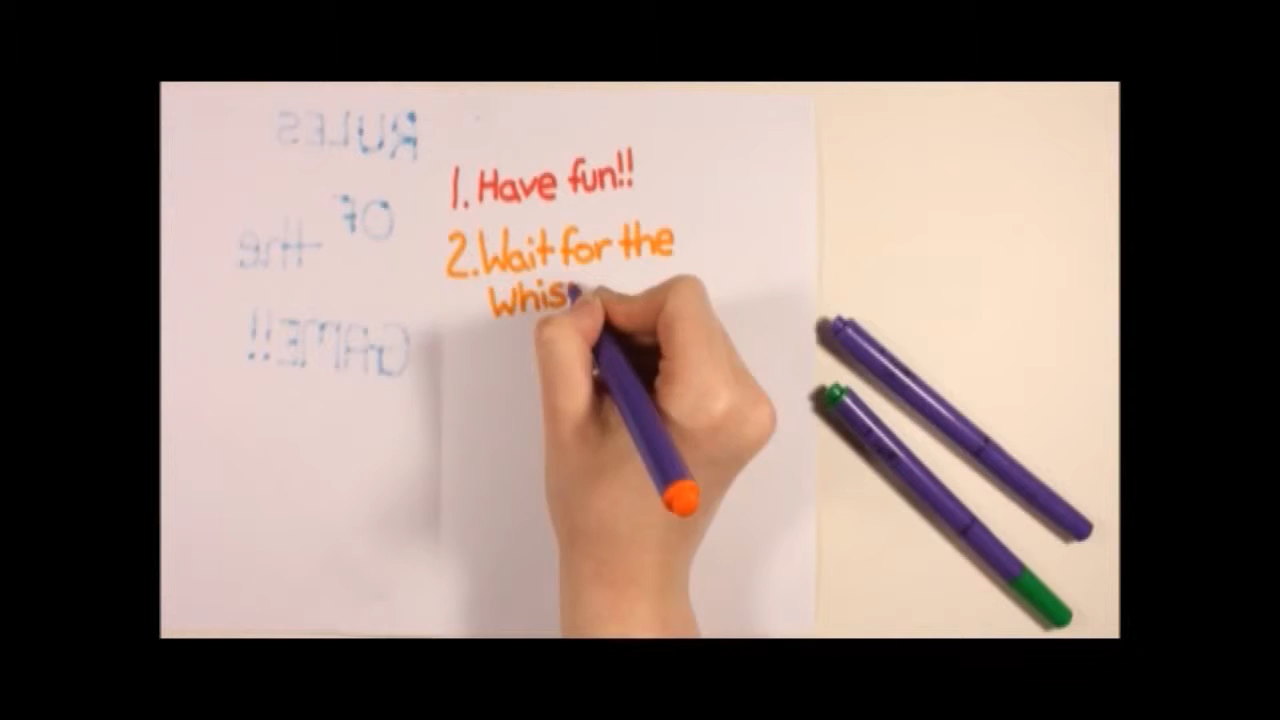 RULES
OF
the
GAME!!
1. Have fun!!
2. Wait for the
Whis